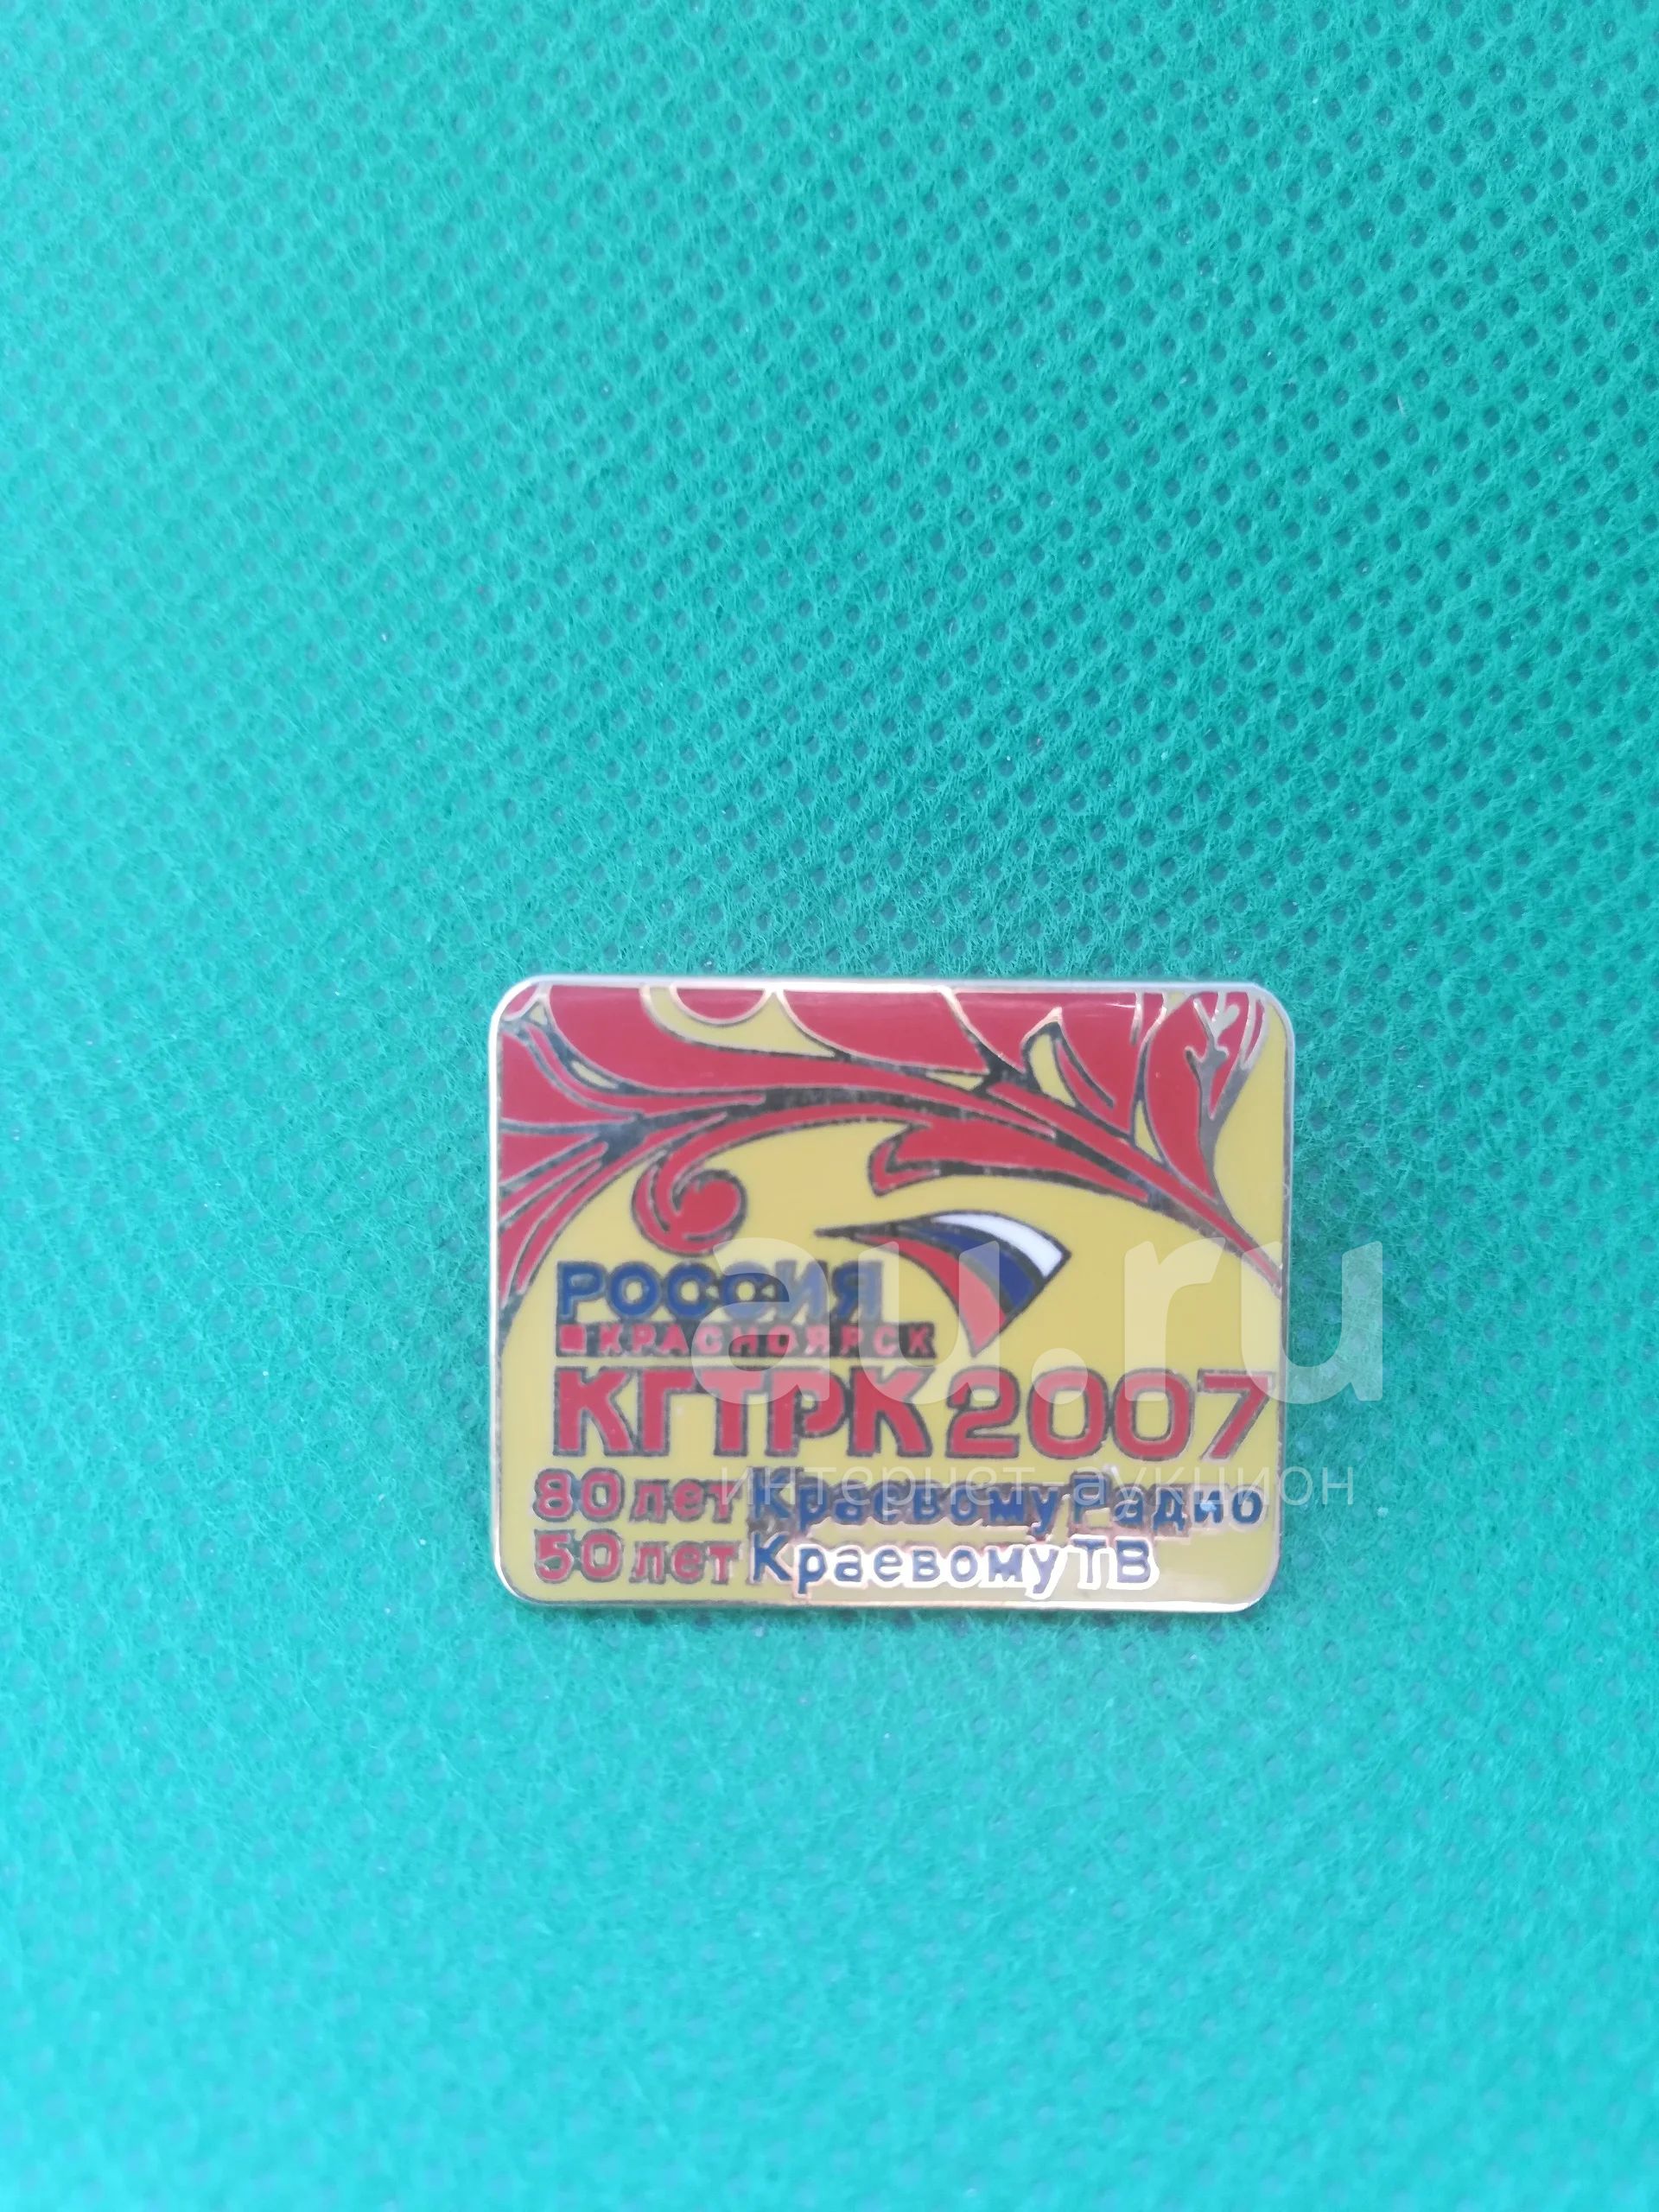 РОССИЯ
КРАСНОЯРСК
КГТРК 2007
80 лет Краевому Радио
50 лет Краевому ТВ
au.ru
интернет-аукцион